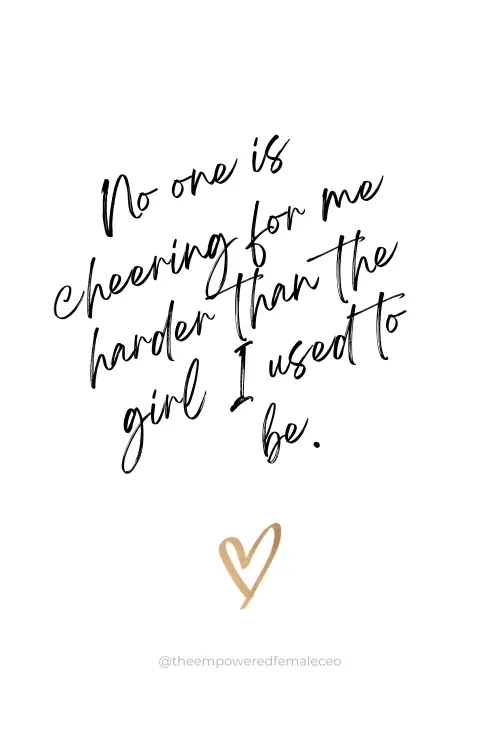 No one is
cheering for me
harder than the
girl I used to
be.
@theempoweredfemaleceo